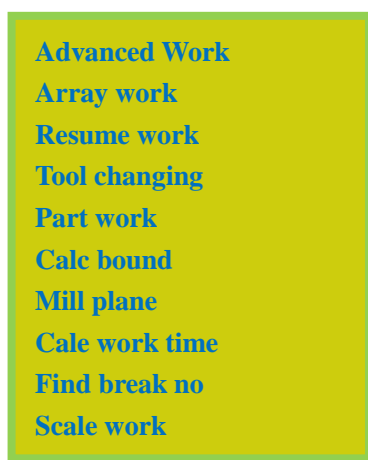 Advanced Work
Array work
Resume work
Tool changing
Part work
Calc bound
Mill plane
Cale work time
Find break no
Scale work